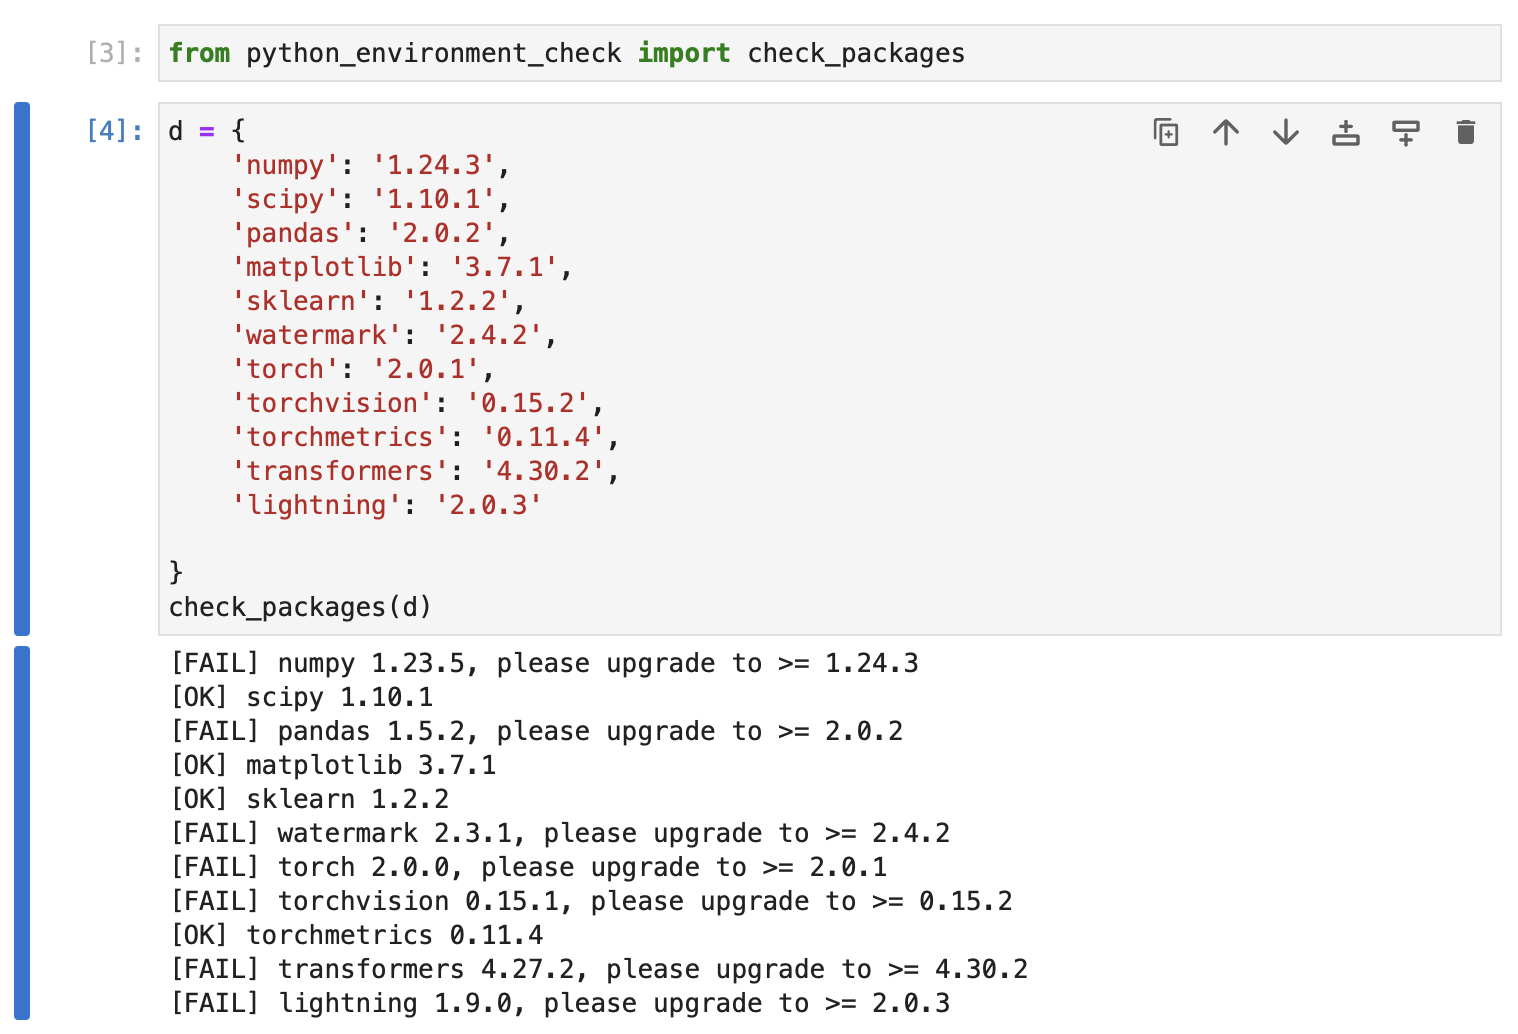 [3]: from python_environment_check import check_packages
[4]: d = {
    'numpy': '1.24.3',
    'scipy': '1.10.1',
    'pandas': '2.0.2',
    'matplotlib': '3.7.1',
    'sklearn': '1.2.2',
    'watermark': '2.4.2',
    'torch': '2.0.1',
    'torchvision': '0.15.2',
    'torchmetrics': '0.11.4',
    'transformers': '4.30.2',
    'lightning': '2.0.3'
}
check_packages(d)
[FAIL] numpy 1.23.5, please upgrade to >= 1.24.3
[OK] scipy 1.10.1
[FAIL] pandas 1.5.2, please upgrade to >= 2.0.2
[OK] matplotlib 3.7.1
[OK] sklearn 1.2.2
[FAIL] watermark 2.3.1, please upgrade to >= 2.4.2
[FAIL] torch 2.0.0, please upgrade to >= 2.0.1
[FAIL] torchvision 0.15.1, please upgrade to >= 0.15.2
[OK] torchmetrics 0.11.4
[FAIL] transformers 4.27.2, please upgrade to >= 4.30.2
[FAIL] lightning 1.9.0, please upgrade to >= 2.0.3